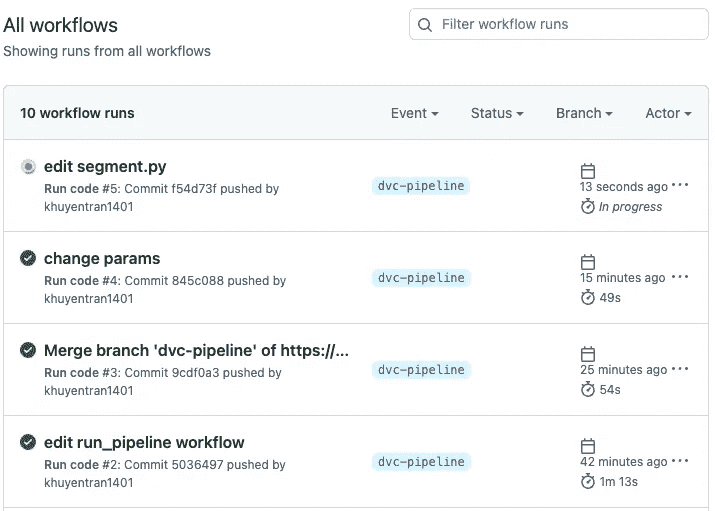 All workflows
Filter workflow runs
Showing runs from all workflows
10 workflow runs
Event
Status
Branch
Actor
edit segment.py
Run code #5: Commit f54d73f pushed by
khuyentran1401
dvc-pipeline
13 seconds ago
In progress
change params
Run code #4: Commit 845c088 pushed by
khuyentran1401
dvc-pipeline
15 minutes ago
49s
Merge branch 'dvc-pipeline' of https://...
Run code #3: Commit 9cdf0a3 pushed by
khuyentran1401
dvc-pipeline
25 minutes ago
54s
edit run_pipeline workflow
Run code #2: Commit 5036497 pushed by
khuyentran1401
dvc-pipeline
42 minutes ago
1m 13s